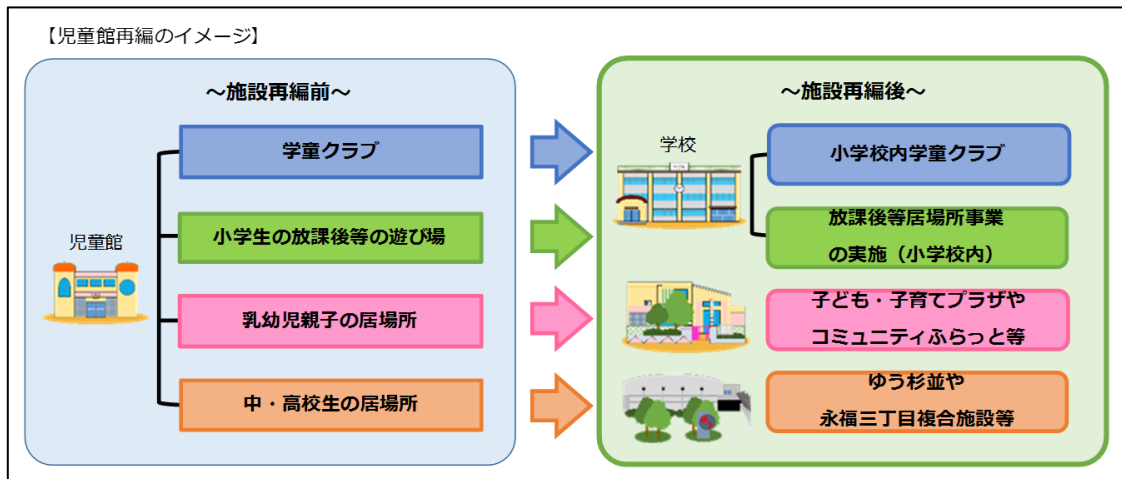 【児童館再編のイメージ】
～施設再編前～
児童館
学童クラブ
小学生の放課後等の遊び場
乳幼児親子の居場所
中・高校生の居場所
～施設再編後～
学校
小学校内学童クラブ
放課後等居場所事業
の実施（小学校内）
子ども・子育てプラザや
コミュニティふらっと等
ゆう杉並や
永福三丁目複合施設等